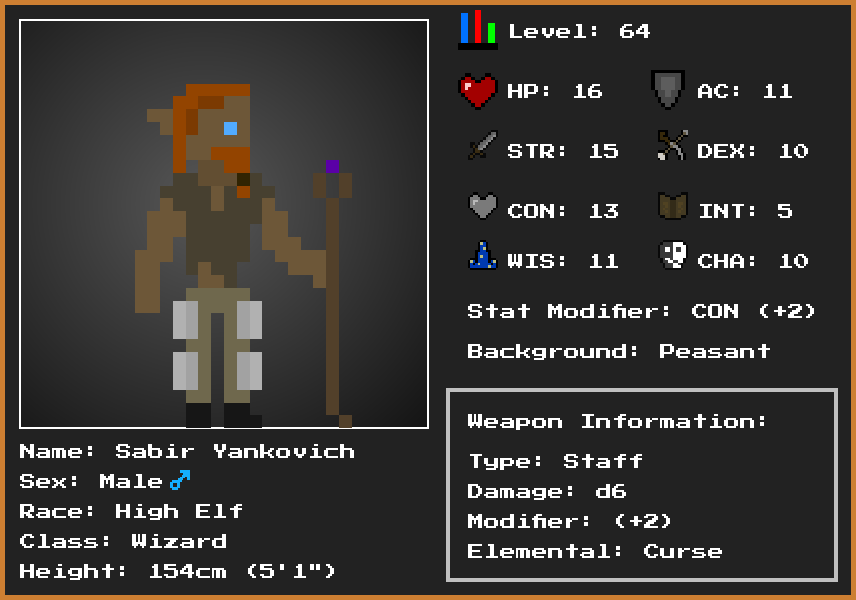 Level: 64
HP: 16
AC: 11
STR: 15
DEX: 10
CON: 13
INT: 5
WIS: 11
CHA: 10
Stat Modifier: CON (+2)
Background: Peasant
Weapon Information:
Type: Staff
Damage: d6
Modifier: (+2)
Elemental: Curse
Name: Sabir Yankovich
Sex: Male♂
Race: High Elf
Class: Wizard
Height: 154cm (5'1")